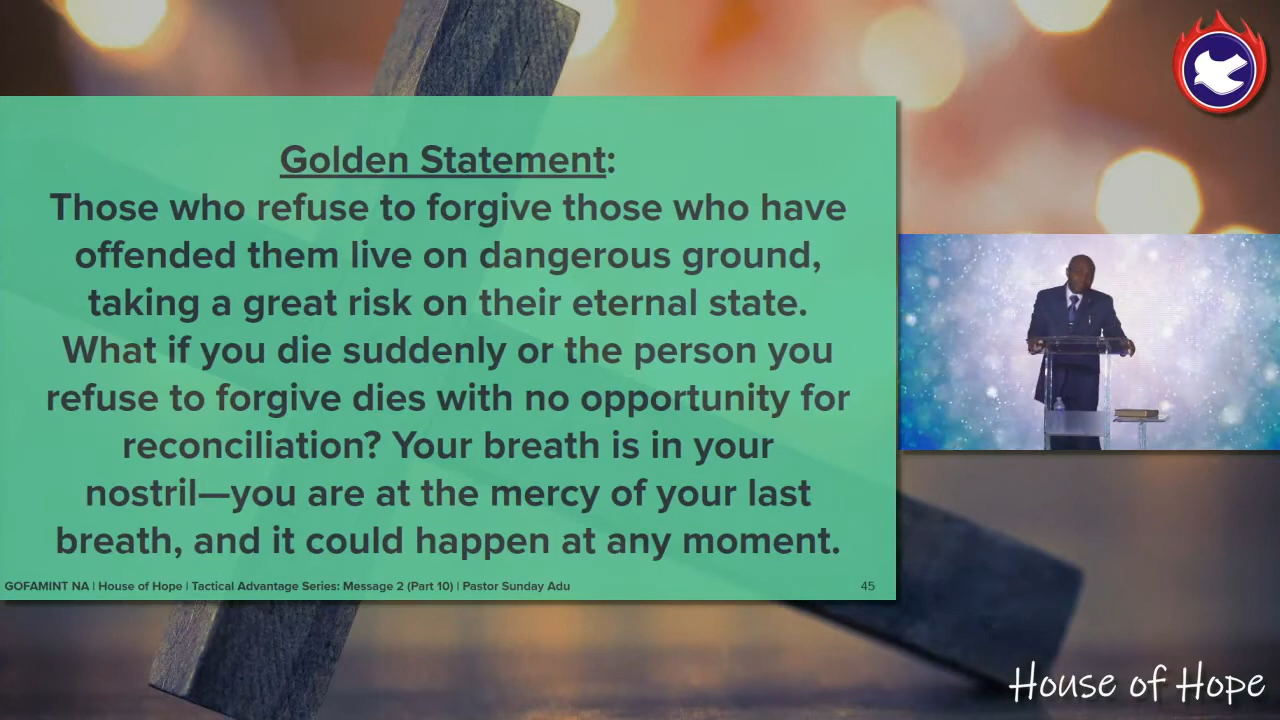 Golden Statement:
Those who refuse to forgive those who have
offended them live on dangerous ground,
taking a great risk on their eternal state.
What if you die suddenly or the person you
refuse to forgive dies with no opportunity for
reconciliation? Your breath is in your
nostril—you are at the mercy of your last
breath, and it could happen at any moment.
GOFAMINT NA | House of Hope | Tactical Advantage Series: Message 2 (Part 10) | Pastor Sunday Adu
45
House of Hope